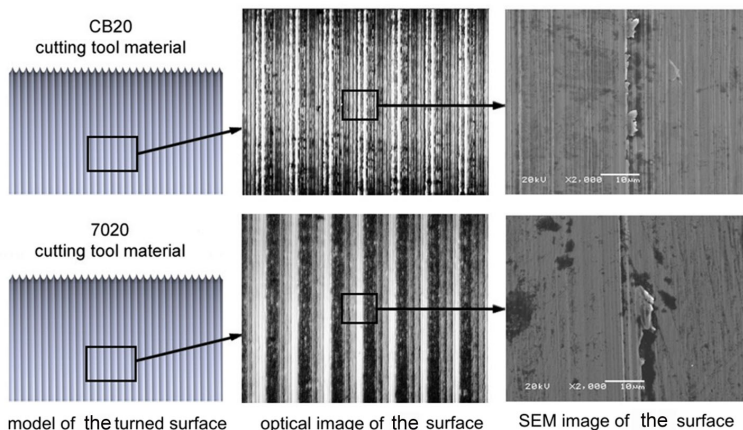 CB20
cutting tool material
20kV X2,000 10μm
7020
cutting tool material
20kV X2,000 10μm
model of the turned surface
optical image of the surface
SEM image of the surface